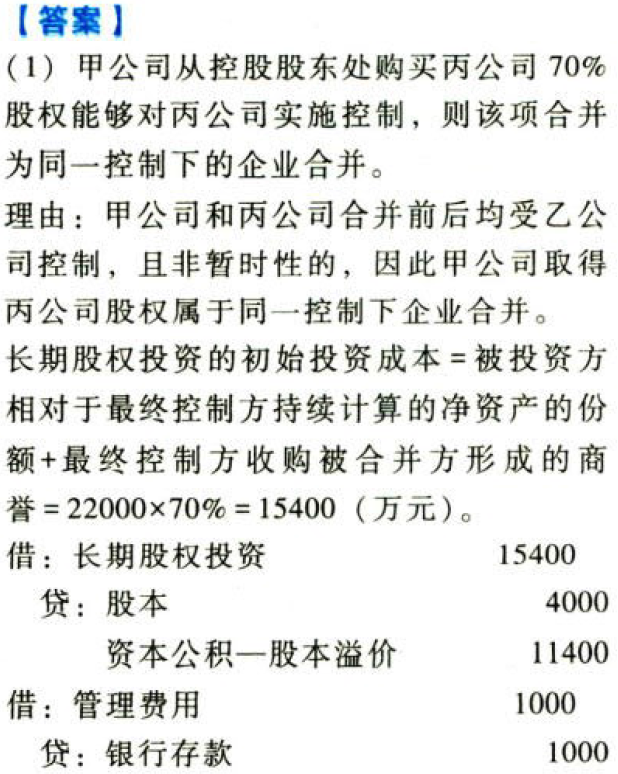 【答案】
(1) 甲公司从控股股东处购买丙公司 70%
股权能够对丙公司实施控制，则该项合并
为同一控制下的企业合并。
理由：甲公司和丙公司合并前后均受乙公
司控制，且非暂时性的，因此甲公司取得
丙公司股权属于同一控制下企业合并。
长期股权投资的初始投资成本=被投资方
相对于最终控制方持续计算的净资产的份
额+最终控制方收购被合并方形成的商
誉=22000×70%=15400（万元）。
借：长期股权投资 15400
贷：股本 4000
资本公积—股本溢价 11400
借：管理费用 1000
贷：银行存款 1000